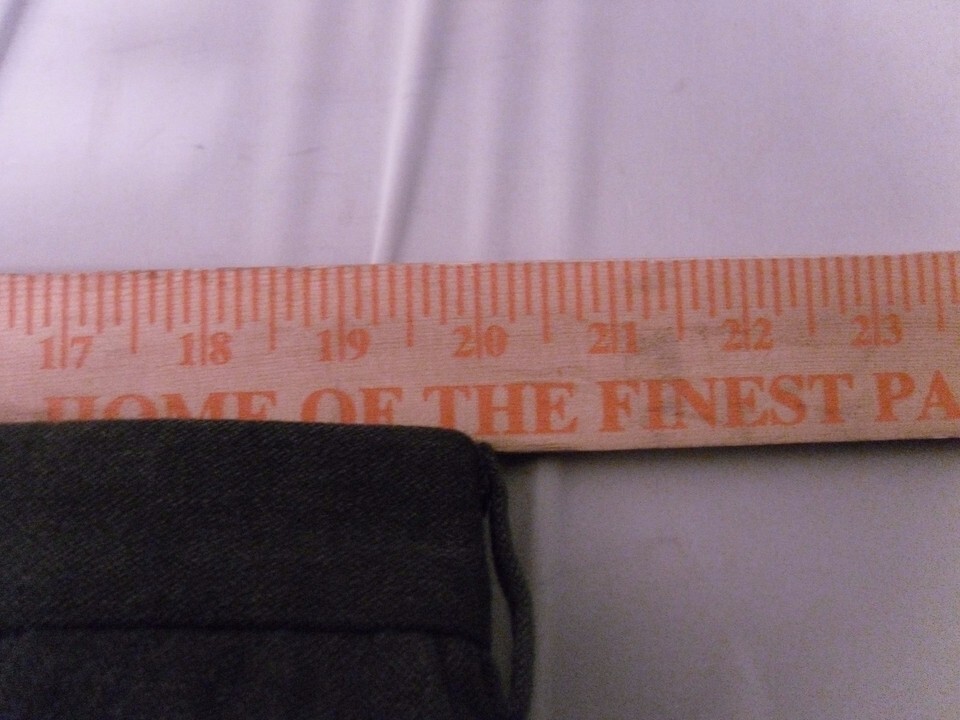 17 18 19 20 21 22 23
HOME OF THE FINEST PA